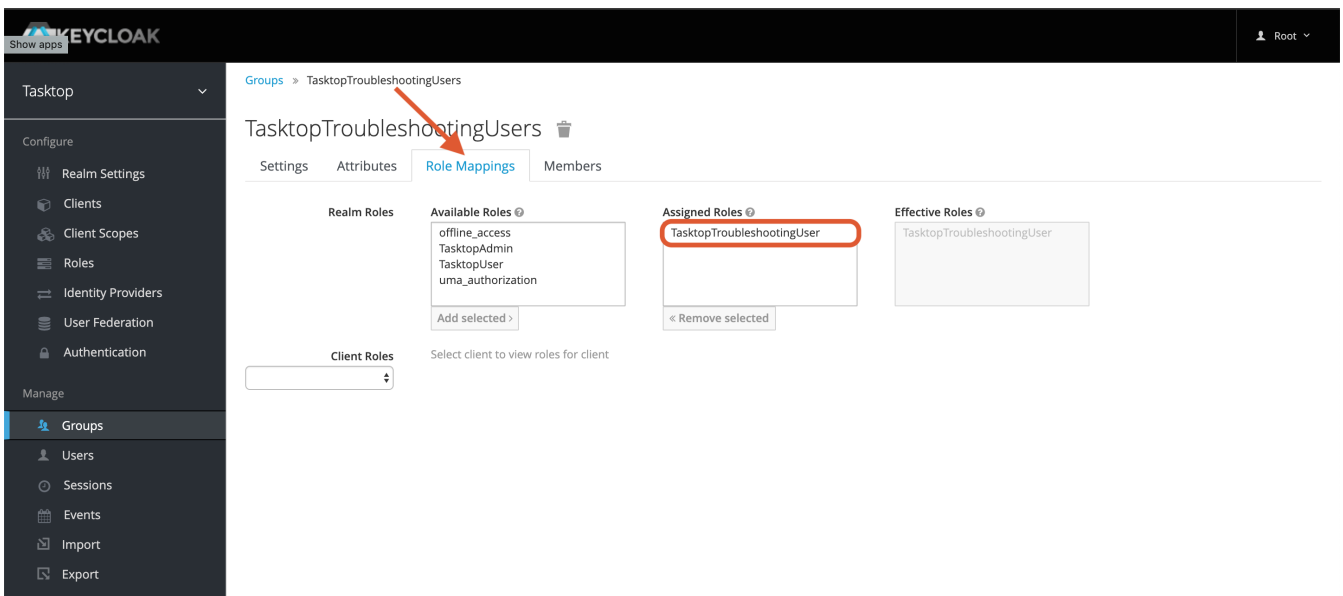 KEYCLOAK
Show apps
Root
Tasktop
Configure
Realm Settings
Clients
Client Scopes
Roles
Identity Providers
User Federation
Authentication
Manage
Groups
Users
Sessions
Events
Import
Export
Groups » TasktopTroubleshootingUsers
TasktopTroubleshootingUsers
Settings Attributes Role Mappings Members
Realm Roles
Available Roles
offline_access
TasktopAdmin
TasktopUser
uma_authorization
Add selected ›
Assigned Roles
TasktopTroubleshootingUser
« Remove selected
Effective Roles
TasktopTroubleshootingUser
Client Roles
Select client to view roles for client